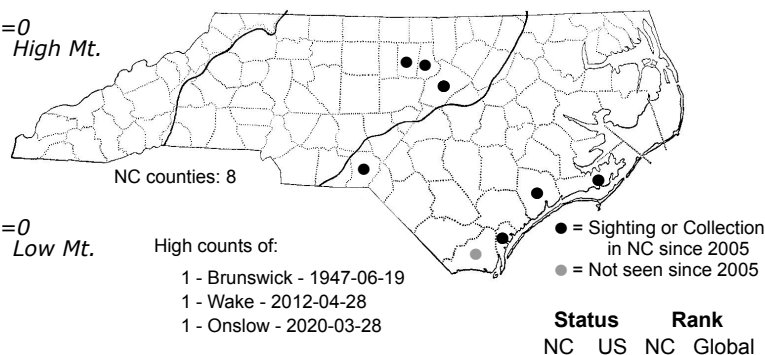 =0
High Mt.
NC counties: 8
=0
Low Mt.
High counts of:
1 - Brunswick - 1947-06-19
1 - Wake - 2012-04-28
1 - Onslow - 2020-03-28
= Sighting or Collection
in NC since 2005
= Not seen since 2005
Status Rank
NC US NC Global